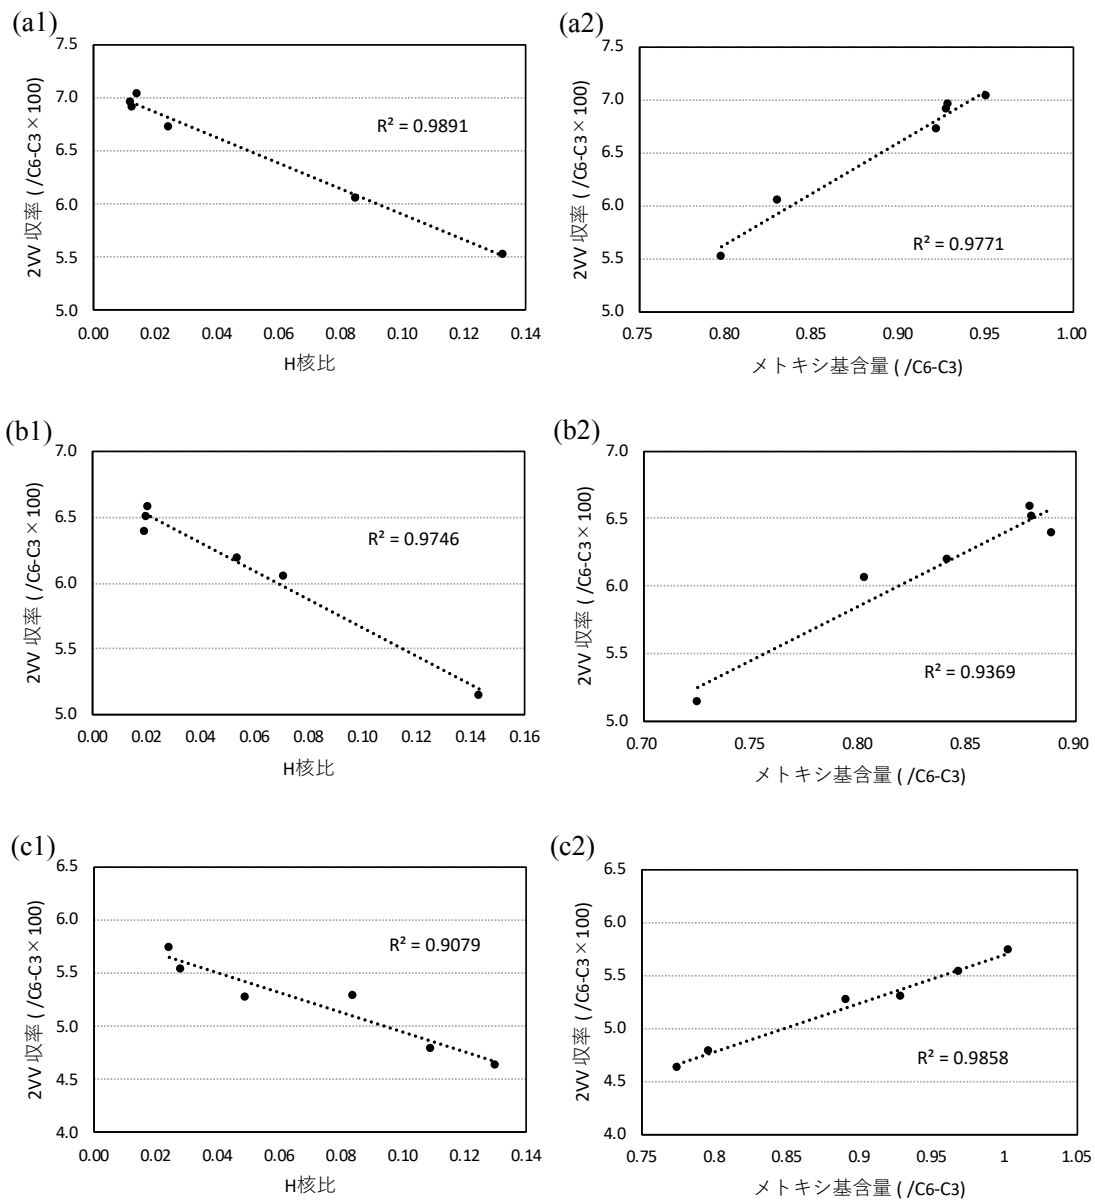 (a1)
7.5
7.0
6.5
6.0
5.5
5.0
2VV 収率 ( /C6-C3×100)
R² = 0.9891
0.00 0.02 0.04 0.06 0.08 0.10 0.12 0.14
H核比
(a2)
7.5
7.0
6.5
6.0
5.5
5.0
2VV 収率 ( /C6-C3×100)
R² = 0.9771
0.75 0.80 0.85 0.90 0.95 1.00
メトキシ基含量 ( /C6-C3)
(b1)
7.0
6.5
6.0
5.5
5.0
2VV 収率 ( /C6-C3×100)
R² = 0.9746
0.00 0.02 0.04 0.06 0.08 0.10 0.12 0.14 0.16
H核比
(b2)
7.0
6.5
6.0
5.5
5.0
2VV 収率 ( /C6-C3×100)
R² = 0.9369
0.70 0.75 0.80 0.85 0.90
メトキシ基含量 ( /C6-C3)
(c1)
6.5
6.0
5.5
5.0
4.5
4.0
2VV 収率 ( /C6-C3×100)
R² = 0.9079
0.00 0.02 0.04 0.06 0.08 0.10 0.12 0.14
H核比
(c2)
6.5
6.0
5.5
5.0
4.5
4.0
2VV 収率 ( /C6-C3×100)
R² = 0.9858
0.75 0.8 0.85 0.9 0.95 1 1.05
メトキシ基含量 ( /C6-C3)